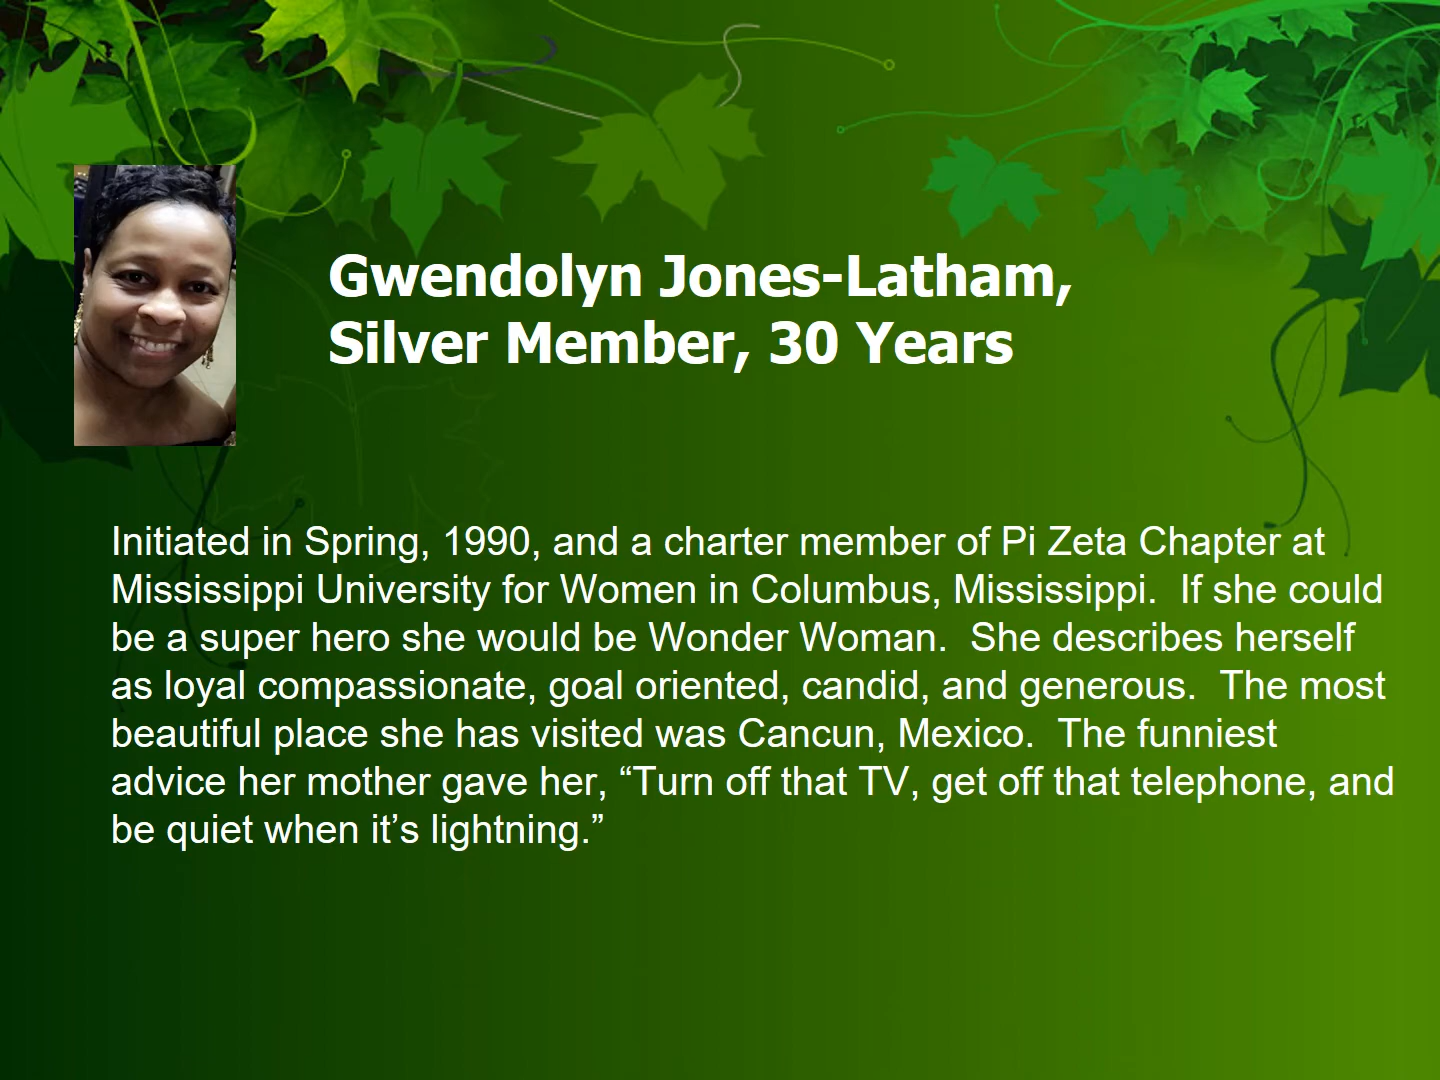 Gwendolyn Jones-Latham,
Silver Member, 30 Years
Initiated in Spring, 1990, and a charter member of Pi Zeta Chapter at
Mississippi University for Women in Columbus, Mississippi.  If she could
be a super hero she would be Wonder Woman.  She describes herself
as loyal compassionate, goal oriented, candid, and generous.  The most
beautiful place she has visited was Cancun, Mexico.  The funniest
advice her mother gave her, “Turn off that TV, get off that telephone, and
be quiet when it’s lightning.”